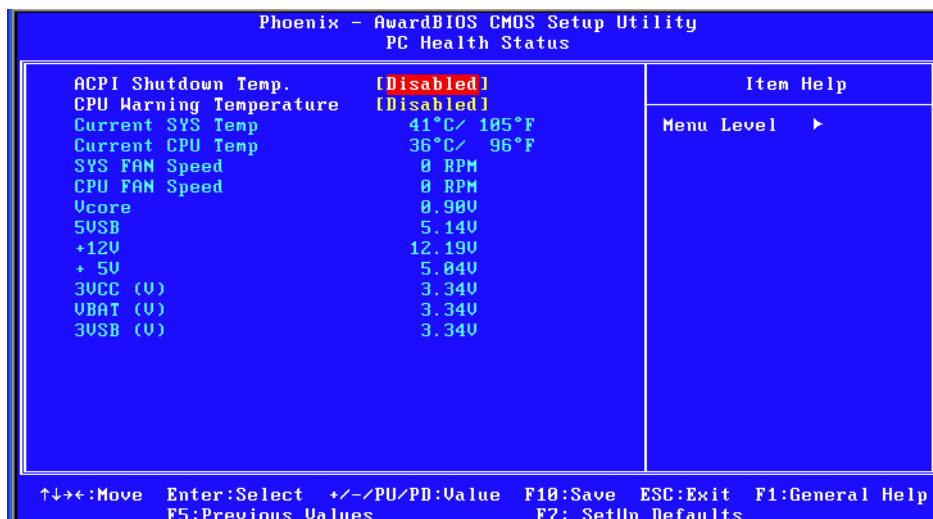 Phoenix - AwardBIOS CMOS Setup Utility
PC Health Status
ACPI Shutdown Temp. [Disabled]
CPU Warning Temperature [Disabled]
Current SYS Temp 41°C/ 105°F
Current CPU Temp 36°C/ 96°F
SYS FAN Speed 0 RPM
CPU FAN Speed 0 RPM
Vcore 0.90V
5VSB 5.14V
+12V 12.19V
+ 5V 5.04V
3VCC (V) 3.34V
VBAT (V) 3.34V
3VSB (V) 3.34V
Item Help
Menu Level ▶
↑↓→←:Move Enter:Select +/-/PU/PD:Value F10:Save ESC:Exit F1:General Help
F5:Previous Values F7: SetUp Defaults